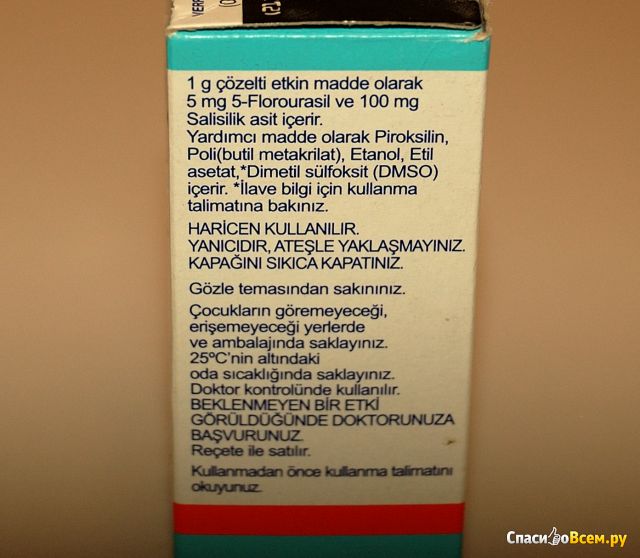 1 g çözelti etkin madde olarak
5 mg 5-Florourasil ve 100 mg
Salisilik asit içerir.
Yardımcı madde olarak Piroksilin,
Poli(butil metakrilat), Etanol, Etil
asetat,*Dimetil sülfoksit (DMSO)
içerir. *İlave bilgi için kullanma
talimatına bakınız.
HARİCEN KULLANILIR.
YANICIDIR, ATEŞLE YAKLAŞMAYINIZ.
KAPAĞINI SIKICA KAPATINIZ.
Gözle temasından sakınınız.
Çocukların göremeyeceği,
erişemeyeceği yerlerde
ve ambalajında saklayınız.
25ºC'nin altındaki
oda sıcaklığında saklayınız.
Doktor kontrolünde kullanılır.
BEKLENMEYEN BİR ETKİ
GÖRÜLDÜĞÜNDE DOKTORUNUZA
BAŞVURUNUZ.
Reçete ile satılır.
Kullanmadan önce kullanma talimatını
okuyunuz.
СпасибоВсем.ру